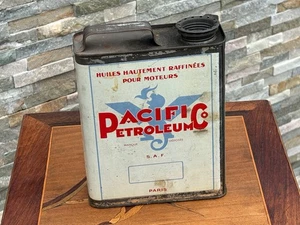 HUILES HAUTEMENT RAFFINÉES
POUR MOTEURS
PACIFIC
PETROLEUM Co
S.A.F.
PARIS